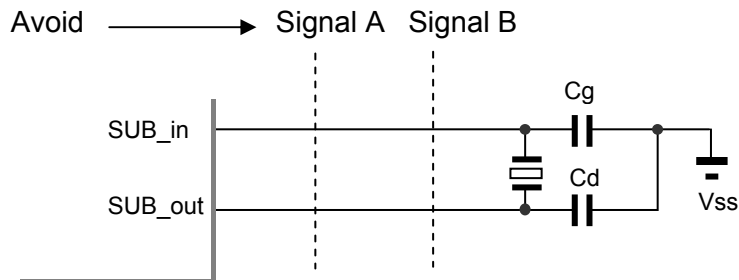 Avoid Signal A Signal B
Cg
SUB_in
Cd
SUB_out
Vss